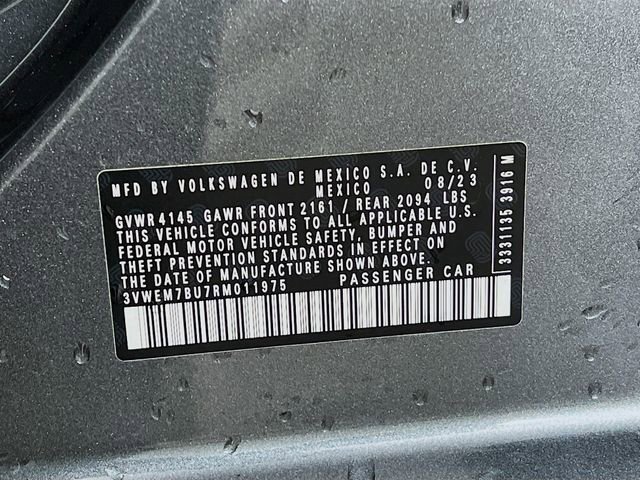 MFD BY VOLKSWAGEN DE MEXICO S.A. DE C.V.
MEXICO 08/23
GVWR 4145 GAWR FRONT 2161 / REAR 2094 LBS
THIS VEHICLE CONFORMS TO ALL APPLICABLE U.S.
FEDERAL MOTOR VEHICLE SAFETY, BUMPER AND
THEFT PREVENTION STANDARDS IN EFFECT ON
THE DATE OF MANUFACTURE SHOWN ABOVE.
3VWEM7BU7RM011975 PASSENGER CAR
3331135 3916 M